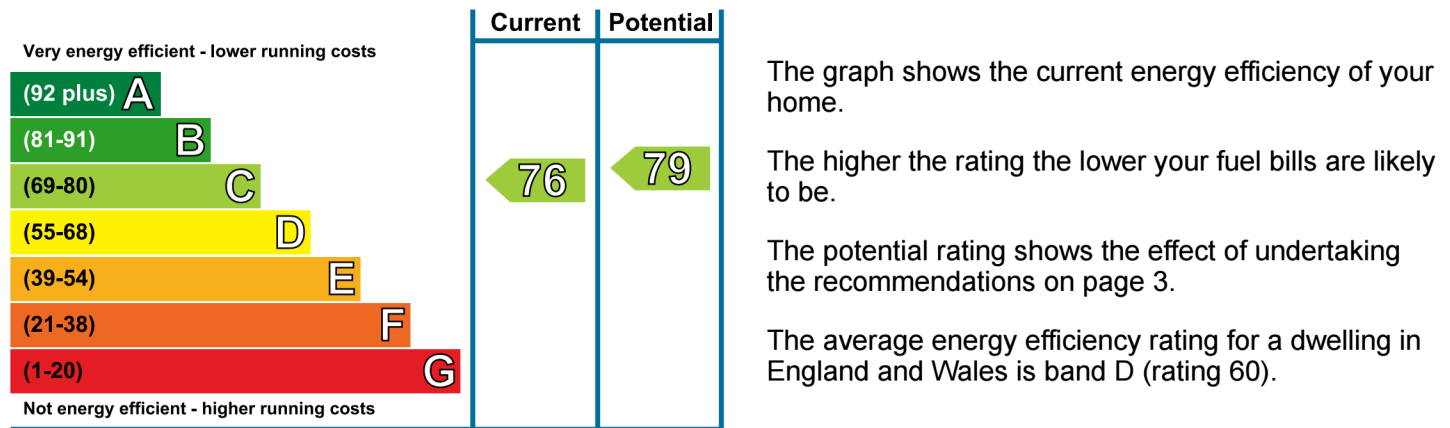 Current Potential
Very energy efficient - lower running costs
(92 plus) A
(81-91) B
(69-80) C
(55-68) D
(39-54) E
(21-38) F
(1-20) G
Not energy efficient - higher running costs
76
79
The graph shows the current energy efficiency of your
home.
The higher the rating the lower your fuel bills are likely
to be.
The potential rating shows the effect of undertaking
the recommendations on page 3.
The average energy efficiency rating for a dwelling in
England and Wales is band D (rating 60).